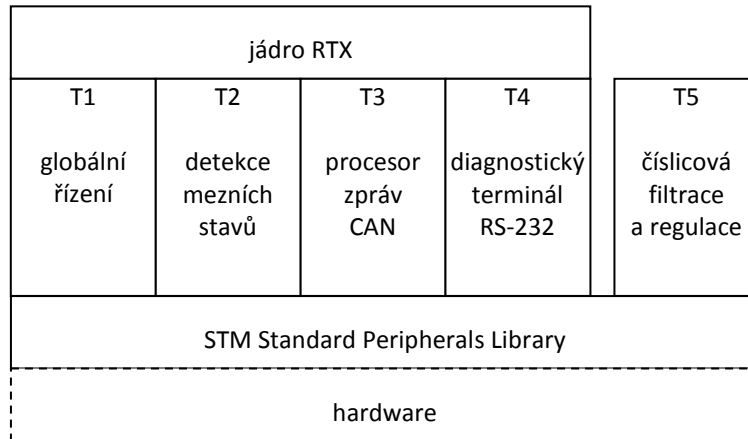 jádro RTX
T1
globální
řízení
T2
detekce
mezních
stavů
T3
procesor
zpráv
CAN
T4
diagnostický
terminál
RS-232
T5
číslicová
filtrace
a regulace
STM Standard Peripherals Library
hardware